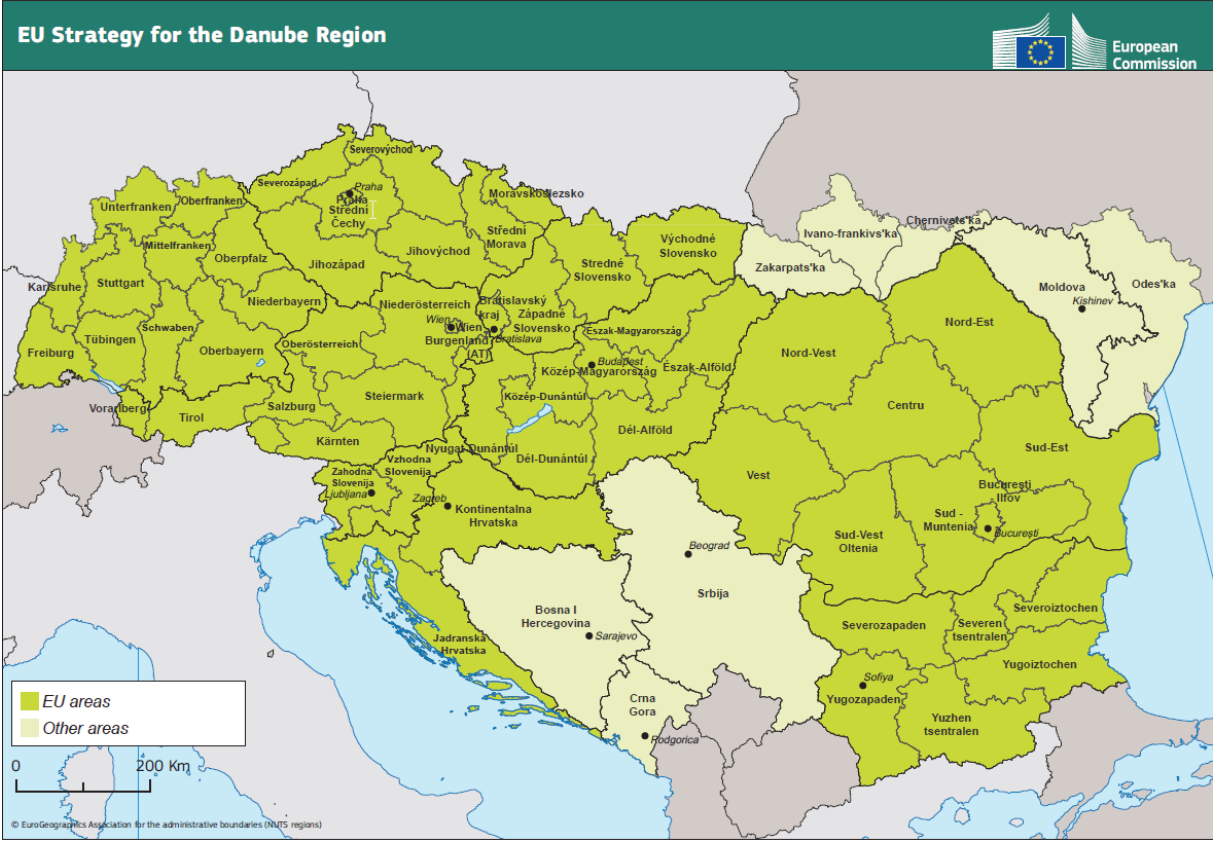 EU Strategy for the Danube Region
European
Commission
Severovýchod
Severozápad
Praha
Praha
Střední
Čechy
Moravskoslezsko
Unterfranken
Oberfranken
Mittelfranken
Oberpfalz
Jihozápad
Jihovýchod
Střední
Morava
Stredné
Slovensko
Východné
Slovensko
Zakarpats'ka
Ivano-frankivs'ka
Chernivets'ka
Moldova
Kishinev
Odes'ka
Karlsruhe
Stuttgart
Niederbayern
Schwaben
Tübingen
Freiburg
Oberbayern
Niederösterreich
Wien
Wien
Burgenland
(AT)
Oberösterreich
Bratislavský
kraj
Bratislava
Západné
Slovensko
Észak-Magyarország
Budapest
Közép-Magyarország
Észak-Alföld
Nord-Vest
Nord-Est
Vorarlberg
Tirol
Salzburg
Steiermark
Kärnten
Közép-Dunántúl
Nyugat-Dunántúl
Dél-Dunántúl
Dél-Alföld
Centru
Sud-Est
Vest
Zahodna
Slovenija
Ljubljana
Vzhodna
Slovenija
Zagreb
Kontinentalna
Hrvatska
Bucureşti
- Ilfov
Sud -
Muntenia
Bucureşti
Sud-Vest
Oltenia
Beograd
Srbija
Bosna I
Hercegovina
Sarajevo
Jadranska
Hrvatska
Severozapaden
Severen
tsentralen
Severoiztochen
Yugoiztochen
Sofiya
Yugozapaden
Yuzhen
tsentralen
Crna
Gora
Podgorica
EU areas
Other areas
0 200 Km
© EuroGeographics Association for the administrative boundaries (NUTS regions)